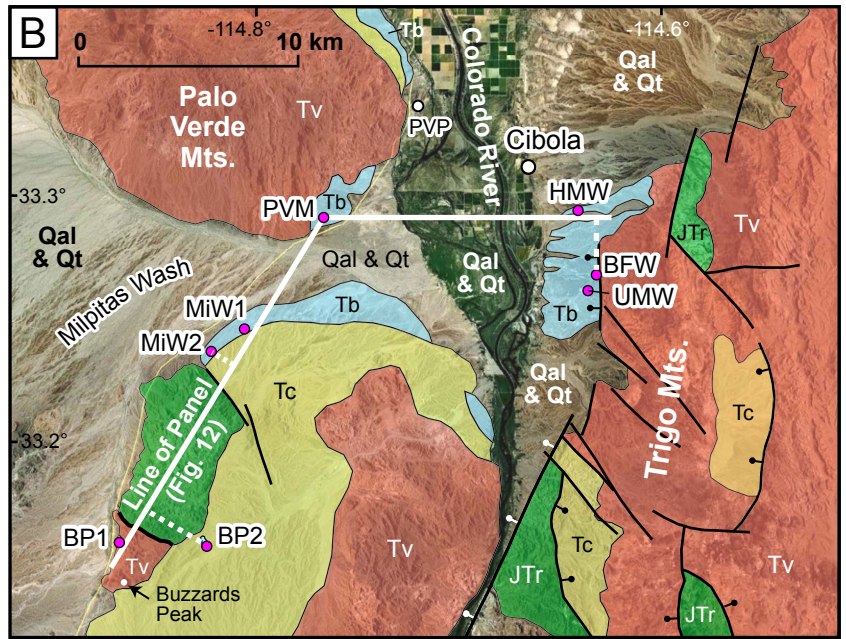 B
0
10 km
-114.8°
-114.6°
Tb
Colorado River
Qal
& Qt
Palo
Verde
Mts.
Tv
PVP
Cibola
33.3°
PVM
Tb
HMW
JTr
Tv
Qal
& Qt
Qal & Qt
Qal
& Qt
BFW
UMW
Milpitas Wash
MiW1
Tb
Tb
MiW2
Qal
& Qt
Tc
Trigo Mts.
Tc
33.2°
Line of Panel
(Fig. 12)
BP1
BP2
Tv
Tv
Tc
Tv
JTr
JTr
Buzzards
Peak